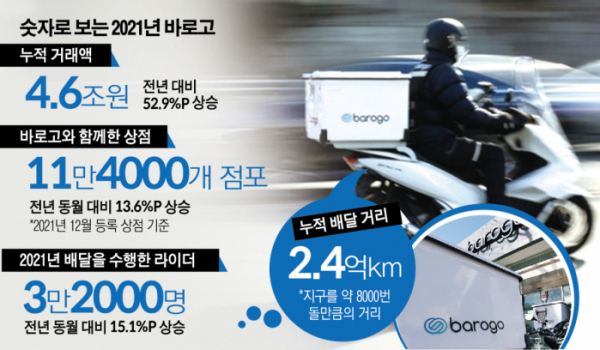 숫자로 보는 2021년 바로고
누적 거래액
4.6조원
전년 대비
52.9%P 상승
바로고와 함께한 상점
11만4000개 점포
전년 동월 대비 13.6%P 상승
*2021년 12월 등록 상점 기준
2021년 배달을 수행한 라이더
3만2000명
전년 동월 대비 15.1%P 상승
barogo
누적 배달 거리
2.4억km
*지구를 약 8000번
돌만큼의 거리
barogo
barogo